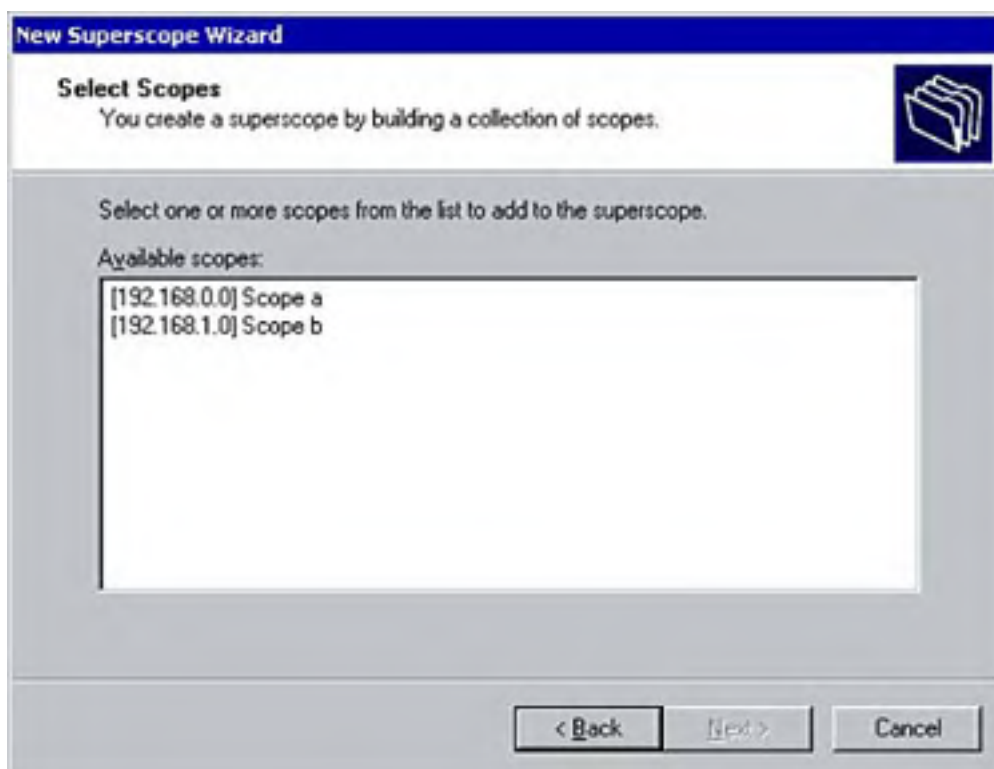 New Superscope Wizard
Select Scopes
You create a superscope by building a collection of scopes.
Select one or more scopes from the list to add to the superscope.
Available scopes:
[192.168.0.0] Scope a
[192.168.1.0] Scope b
< Back
Next >
Cancel